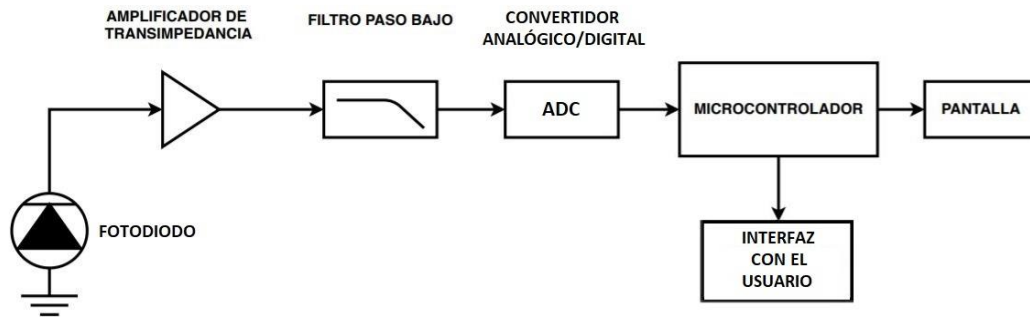 AMPLIFICADOR DE
TRANSIMPEDANCIA
FILTRO PASO BAJO
CONVERTIDOR
ANALÓGICO/DIGITAL
ADC
MICROCONTROLADOR
PANTALLA
FOTODIODO
INTERFAZ
CON EL
USUARIO